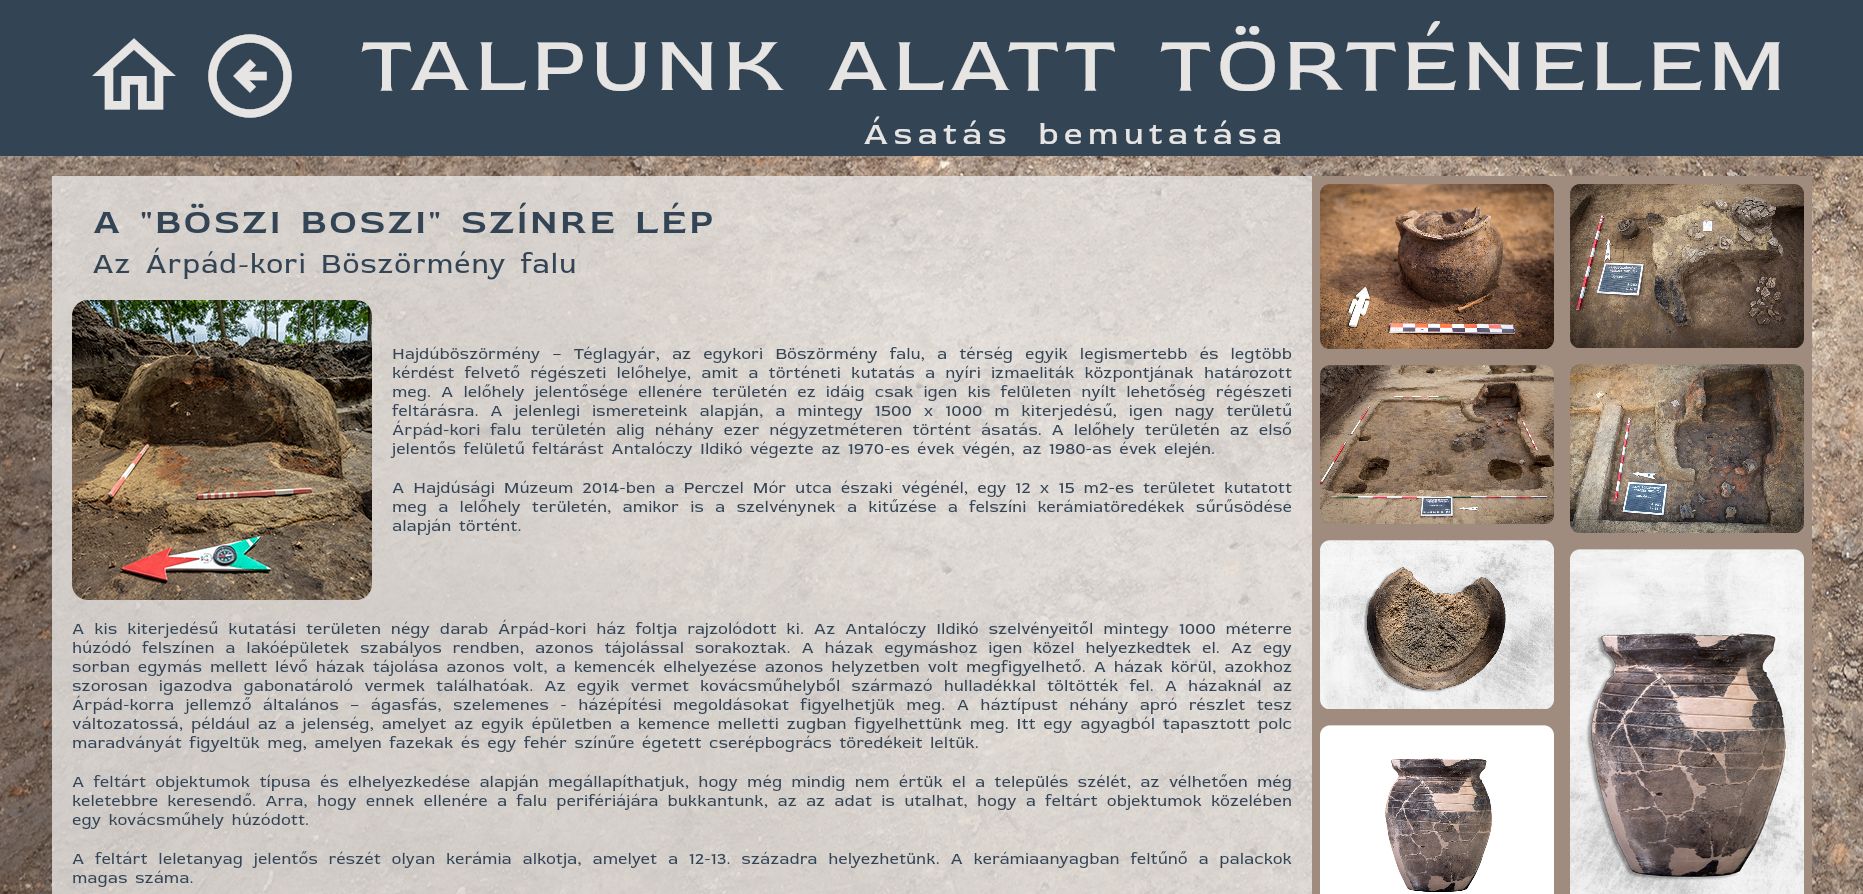 TALPUNK ALATT TÖRTÉNELEM
Ásatás bemutatása
A "BÖSZI BOSZI" SZÍNRE LÉP
Az Árpád-kori Böszörmény falu
Hajdúböszörmény – Téglagyár, az egykori Böszörmény falu, a térség egyik legismertebb és legtöbb
kérdést felvető régészeti lelőhelye, amit a történeti kutatás a nyíri izmaeliták központjának határozott
meg. A lelőhely jelentősége ellenére területén ez idáig csak igen kis felületen nyílt lehetőség régészeti
feltárásra. A jelenlegi ismereteink alapján, a mintegy 1500 x 1000 m kiterjedésű, igen nagy területű
Árpád-kori falu területén alig néhány ezer négyzetméteren történt ásatás. A lelőhely területén az első
jelentős felületű feltárást Antalóczy Ildikó végezte az 1970-es évek végén, az 1980-as évek elején.
A Hajdúsági Múzeum 2014-ben a Perczel Mór utca északi végénél, egy 12 x 15 m2-es területet kutatott
meg a lelőhely területén, amikor is a szelvénynek a kitűzése a felszíni kerámiatöredékek sűrűsödése
alapján történt.
A kis kiterjedésű kutatási területen négy darab Árpád-kori ház foltja rajzolódott ki. Az Antalóczy Ildikó szelvényeitől mintegy 1000 méterre
húzódó felszínen a lakóépületek szabályos rendben, azonos tájolással sorakoztak. A házak egymáshoz igen közel helyezkedtek el. Az egy
sorban egymás mellett lévő házak tájolása azonos volt, a kemencék elhelyezése azonos helyzetben volt megfigyelhető. A házak körül, azokhoz
szorosan igazodva gabonatároló vermek találhatóak. Az egyik vermet kovácsműhelyből származó hulladékkal töltötték fel. A házaknál az
Árpád-korra jellemző általános – ágasfás, szelemenes - házépítési megoldásokat figyelhetjük meg. A háztípust néhány apró részlet tesz
változatossá, például az a jelenség, amelyet az egyik épületben a kemence melletti zugban figyelhettünk meg. Itt egy agyagból tapasztott polc
maradványát figyeltük meg, amelyen fazekak és egy fehér színűre égetett cserépbogrács töredékeit leltük.
A feltárt objektumok típusa és elhelyezkedése alapján megállapíthatjuk, hogy még mindig nem értük el a település szélét, az vélhetően még
keletebbre keresendő. Arra, hogy ennek ellenére a falu perifériájára bukkantunk, az az adat is utalhat, hogy a feltárt objektumok közelében
egy kovácsműhely húzódott.
A feltárt leletanyag jelentős részét olyan kerámia alkotja, amelyet a 12-13. századra helyezhetünk. A kerámiaanyagban feltűnő a palackok
magas száma.